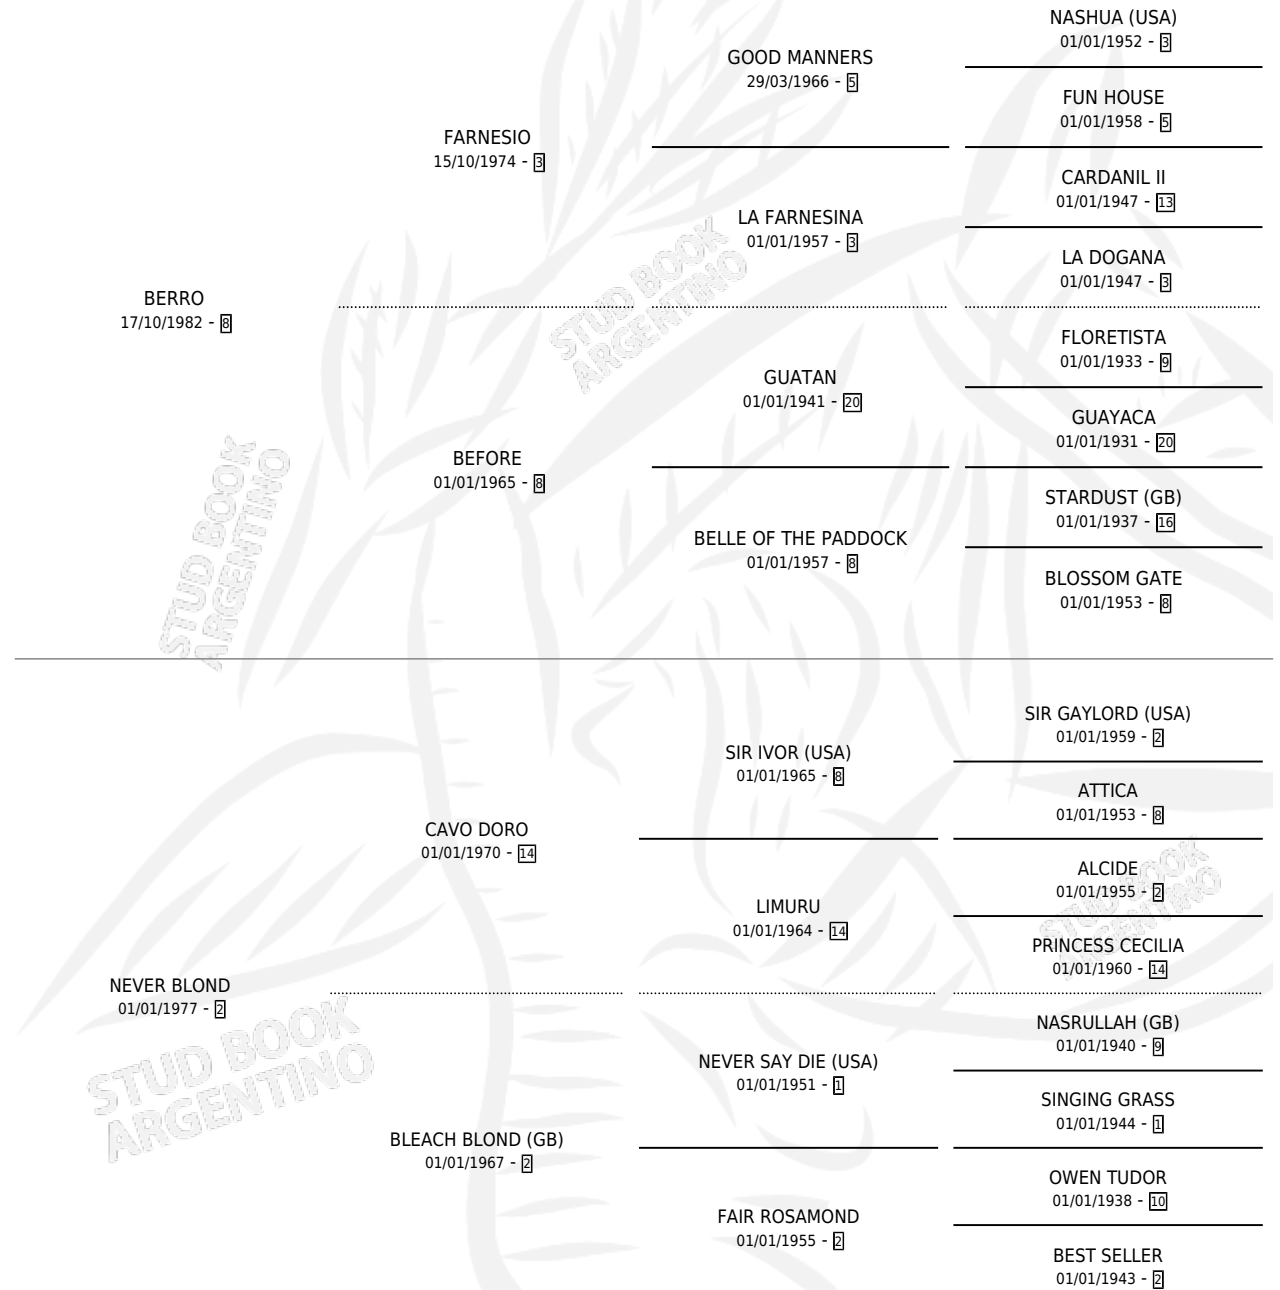 NASHUA (USA)
01/01/1952 - 3
GOOD MANNERS
29/03/1966 - 5
FUN HOUSE
01/01/1958 - 5
FARNESIO
15/10/1974 - 3
CARDANIL II
01/01/1947 - 13
LA FARNESINA
01/01/1957 - 3
LA DOGANA
01/01/1947 - 3
BERRO
17/10/1982 - 8
FLORETISTA
01/01/1933 - 9
GUATAN
01/01/1941 - 20
GUAYACA
01/01/1931 - 20
BEFORE
01/01/1965 - 8
STARDUST (GB)
01/01/1937 - 16
BELLE OF THE PADDOCK
01/01/1957 - 8
BLOSSOM GATE
01/01/1953 - 8
STUD BOOK
ARGENTINO
STUD BOOK
ARGENTINO
SIR GAYLORD (USA)
01/01/1959 - 2
SIR IVOR (USA)
01/01/1965 - 8
ATTICA
01/01/1953 - 8
CAVO DORO
01/01/1970 - 14
ALCIDE
01/01/1955 - 2
LIMURU
01/01/1964 - 14
PRINCESS CECILIA
01/01/1960 - 14
STUD BOOK
ARGENTINO
NEVER BLOND
01/01/1977 - 2
NASRULLAH (GB)
01/01/1940 - 9
NEVER SAY DIE (USA)
01/01/1951 - 1
SINGING GRASS
01/01/1944 - 1
BLEACH BLOND (GB)
01/01/1967 - 2
OWEN TUDOR
01/01/1938 - 10
FAIR ROSAMOND
01/01/1955 - 2
BEST SELLER
01/01/1943 - 2
STUD BOOK
ARGENTINO